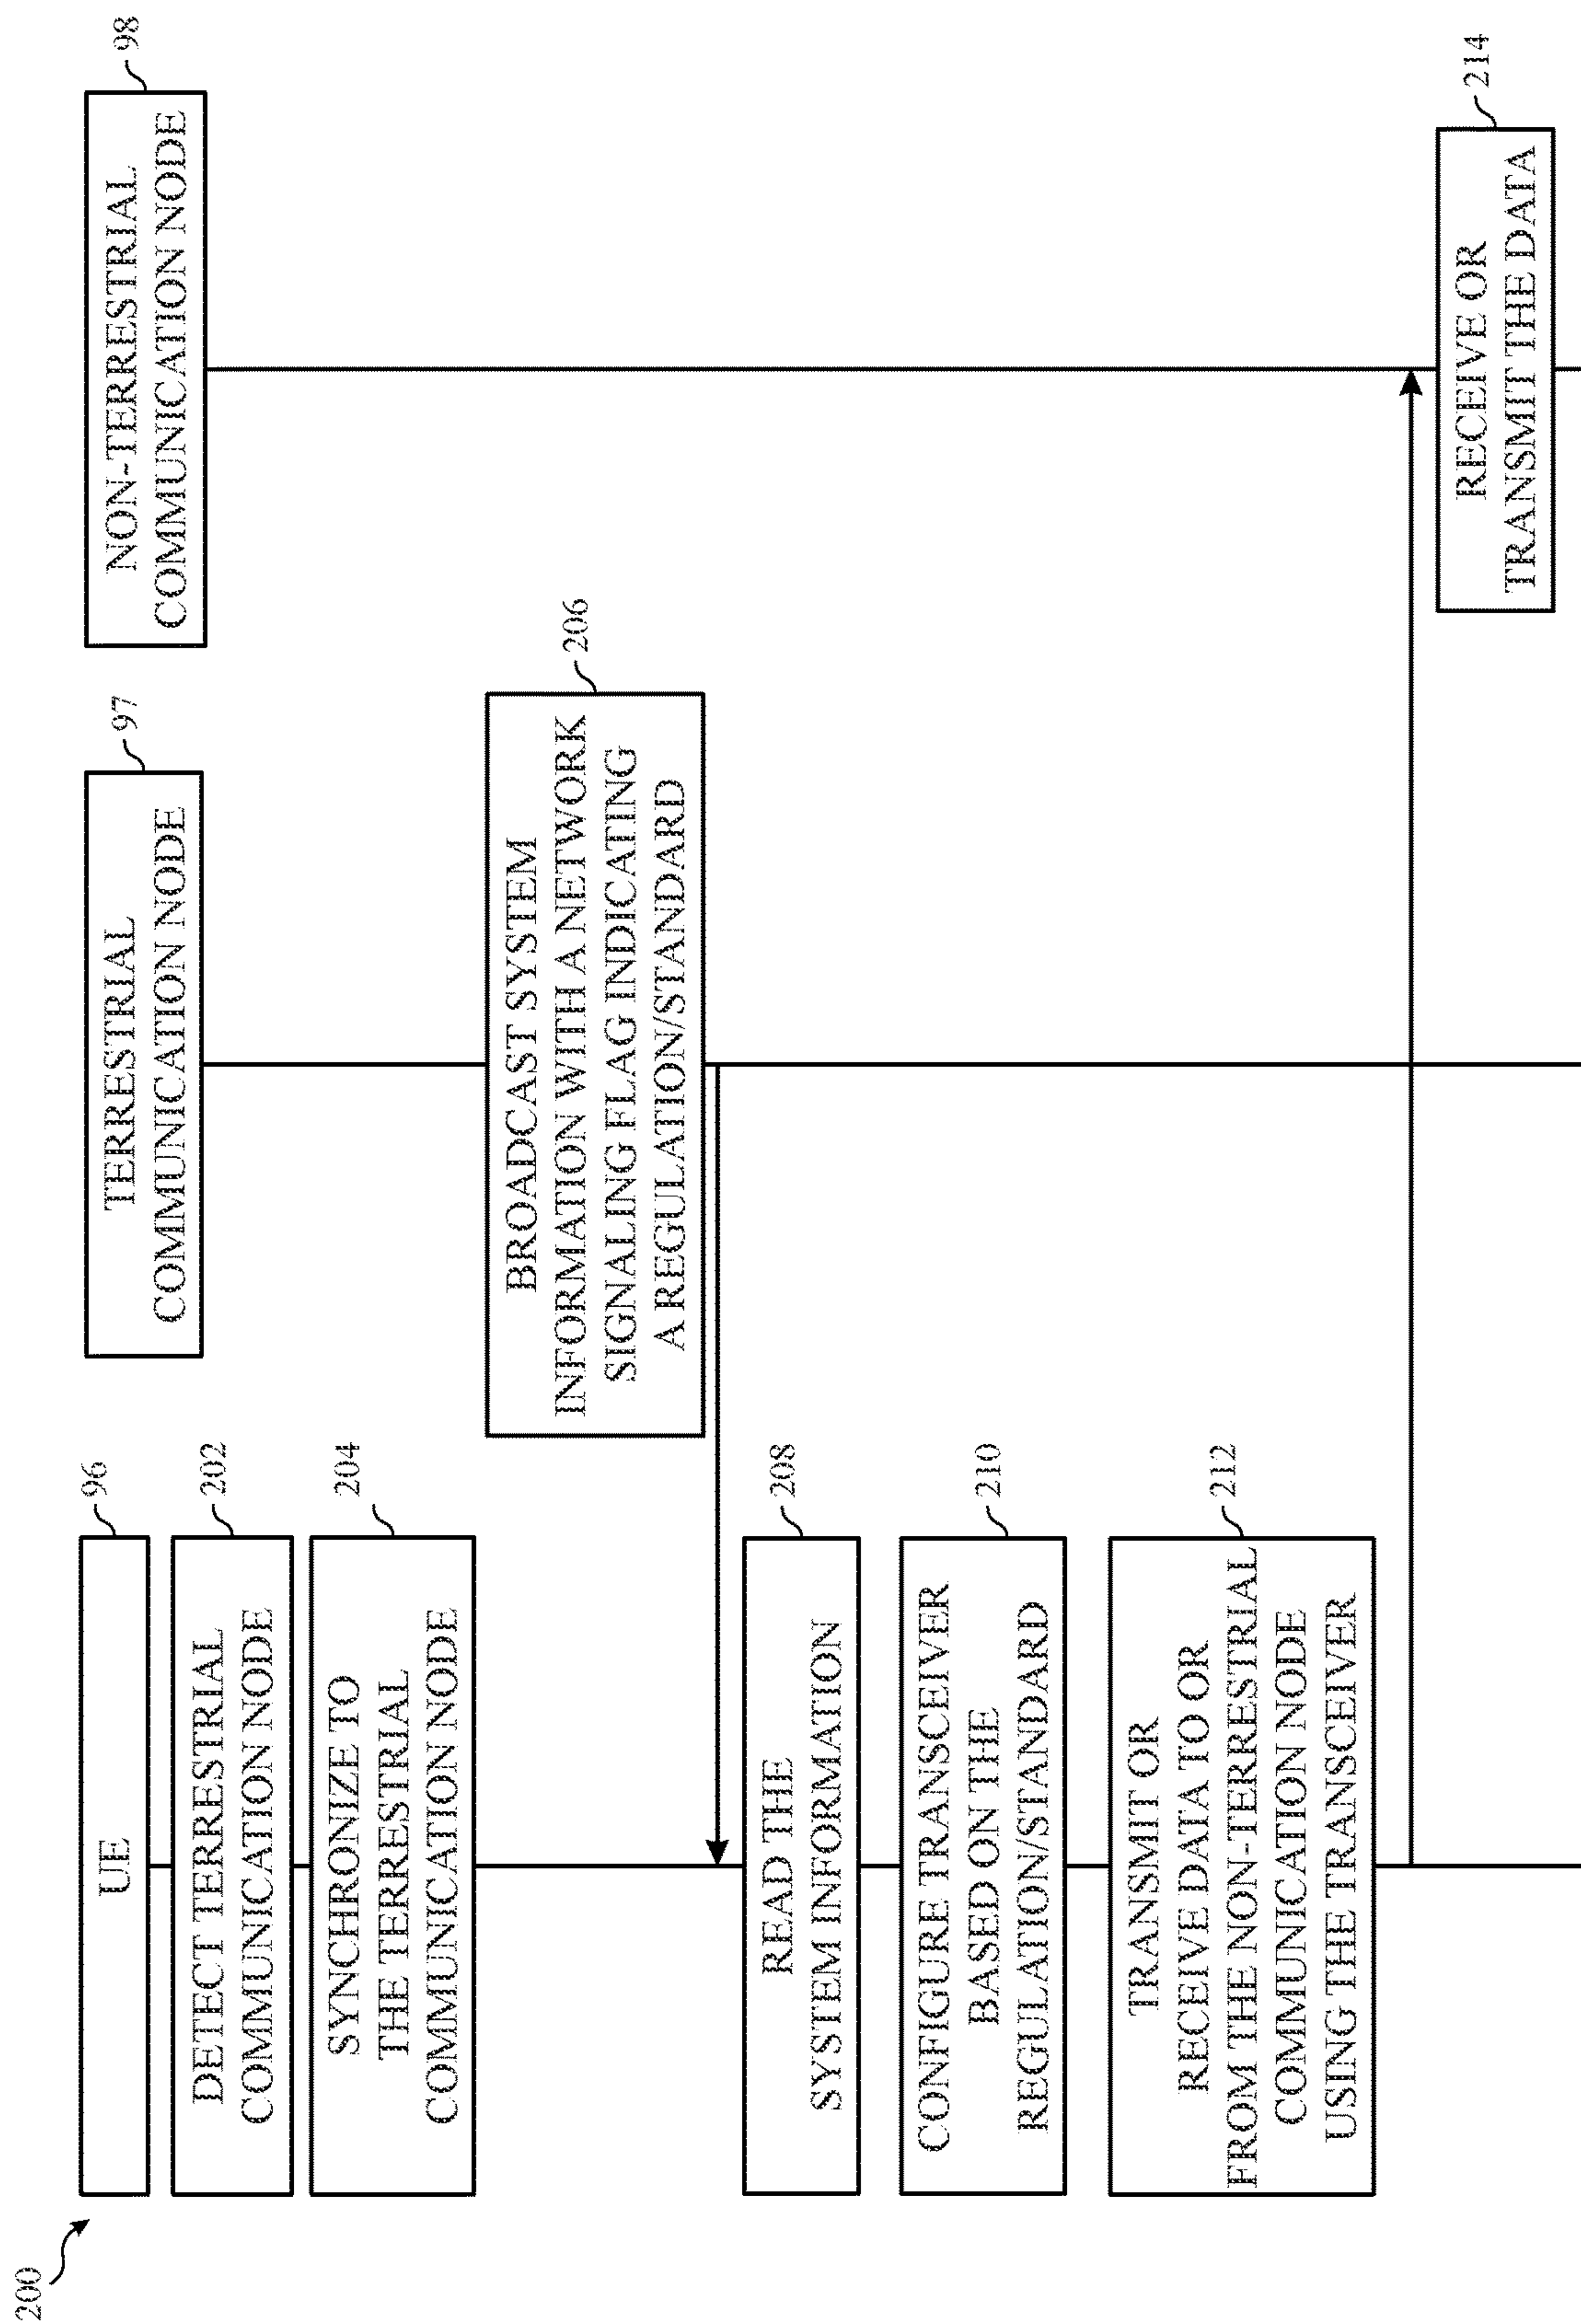 200
UE
96
TERRESTRIAL
COMMUNICATION NODE
97
NON-TERRESTRIAL
COMMUNICATION NODE
98
DETECT TERRESTRIAL
COMMUNICATION NODE
202
SYNCHRONIZE TO
THE TERRESTRIAL
COMMUNICATION NODE
204
BROADCAST SYSTEM
INFORMATION WITH A NETWORK
SIGNALING FLAG INDICATING
A REGULATION/STANDARD
206
READ THE
SYSTEM INFORMATION
208
CONFIGURE TRANSCEIVER
BASED ON THE
REGULATION/STANDARD
210
TRANSMIT OR
RECEIVE DATA TO OR
FROM THE NON-TERRESTRIAL
COMMUNICATION NODE
USING THE TRANSCEIVER
212
RECEIVE OR
TRANSMIT THE DATA
214